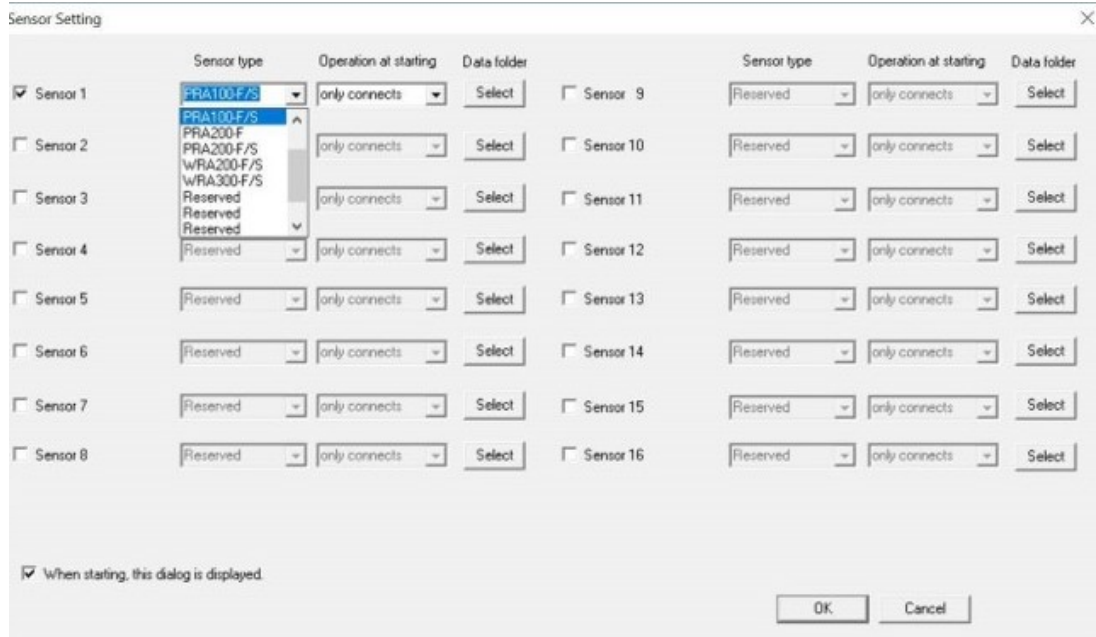 Sensor Setting
Sensor type Operation at starting Data folder Sensor type Operation at starting Data folder
Sensor 1 PRA100-F/S only connects Select Sensor 9 Reserved only connects Select
PRA100-F/S
PRA200-F
Sensor 2 PRA200-F/S only connects Select Sensor 10 Reserved only connects Select
WRA200-F/S
WRA300-F/S
Sensor 3 Reserved only connects Select Sensor 11 Reserved only connects Select
Reserved
Reserved
Sensor 4 Reserved only connects Select Sensor 12 Reserved only connects Select
Sensor 5 Reserved only connects Select Sensor 13 Reserved only connects Select
Sensor 6 Reserved only connects Select Sensor 14 Reserved only connects Select
Sensor 7 Reserved only connects Select Sensor 15 Reserved only connects Select
Sensor 8 Reserved only connects Select Sensor 16 Reserved only connects Select
When starting, this dialog is displayed.
OK Cancel